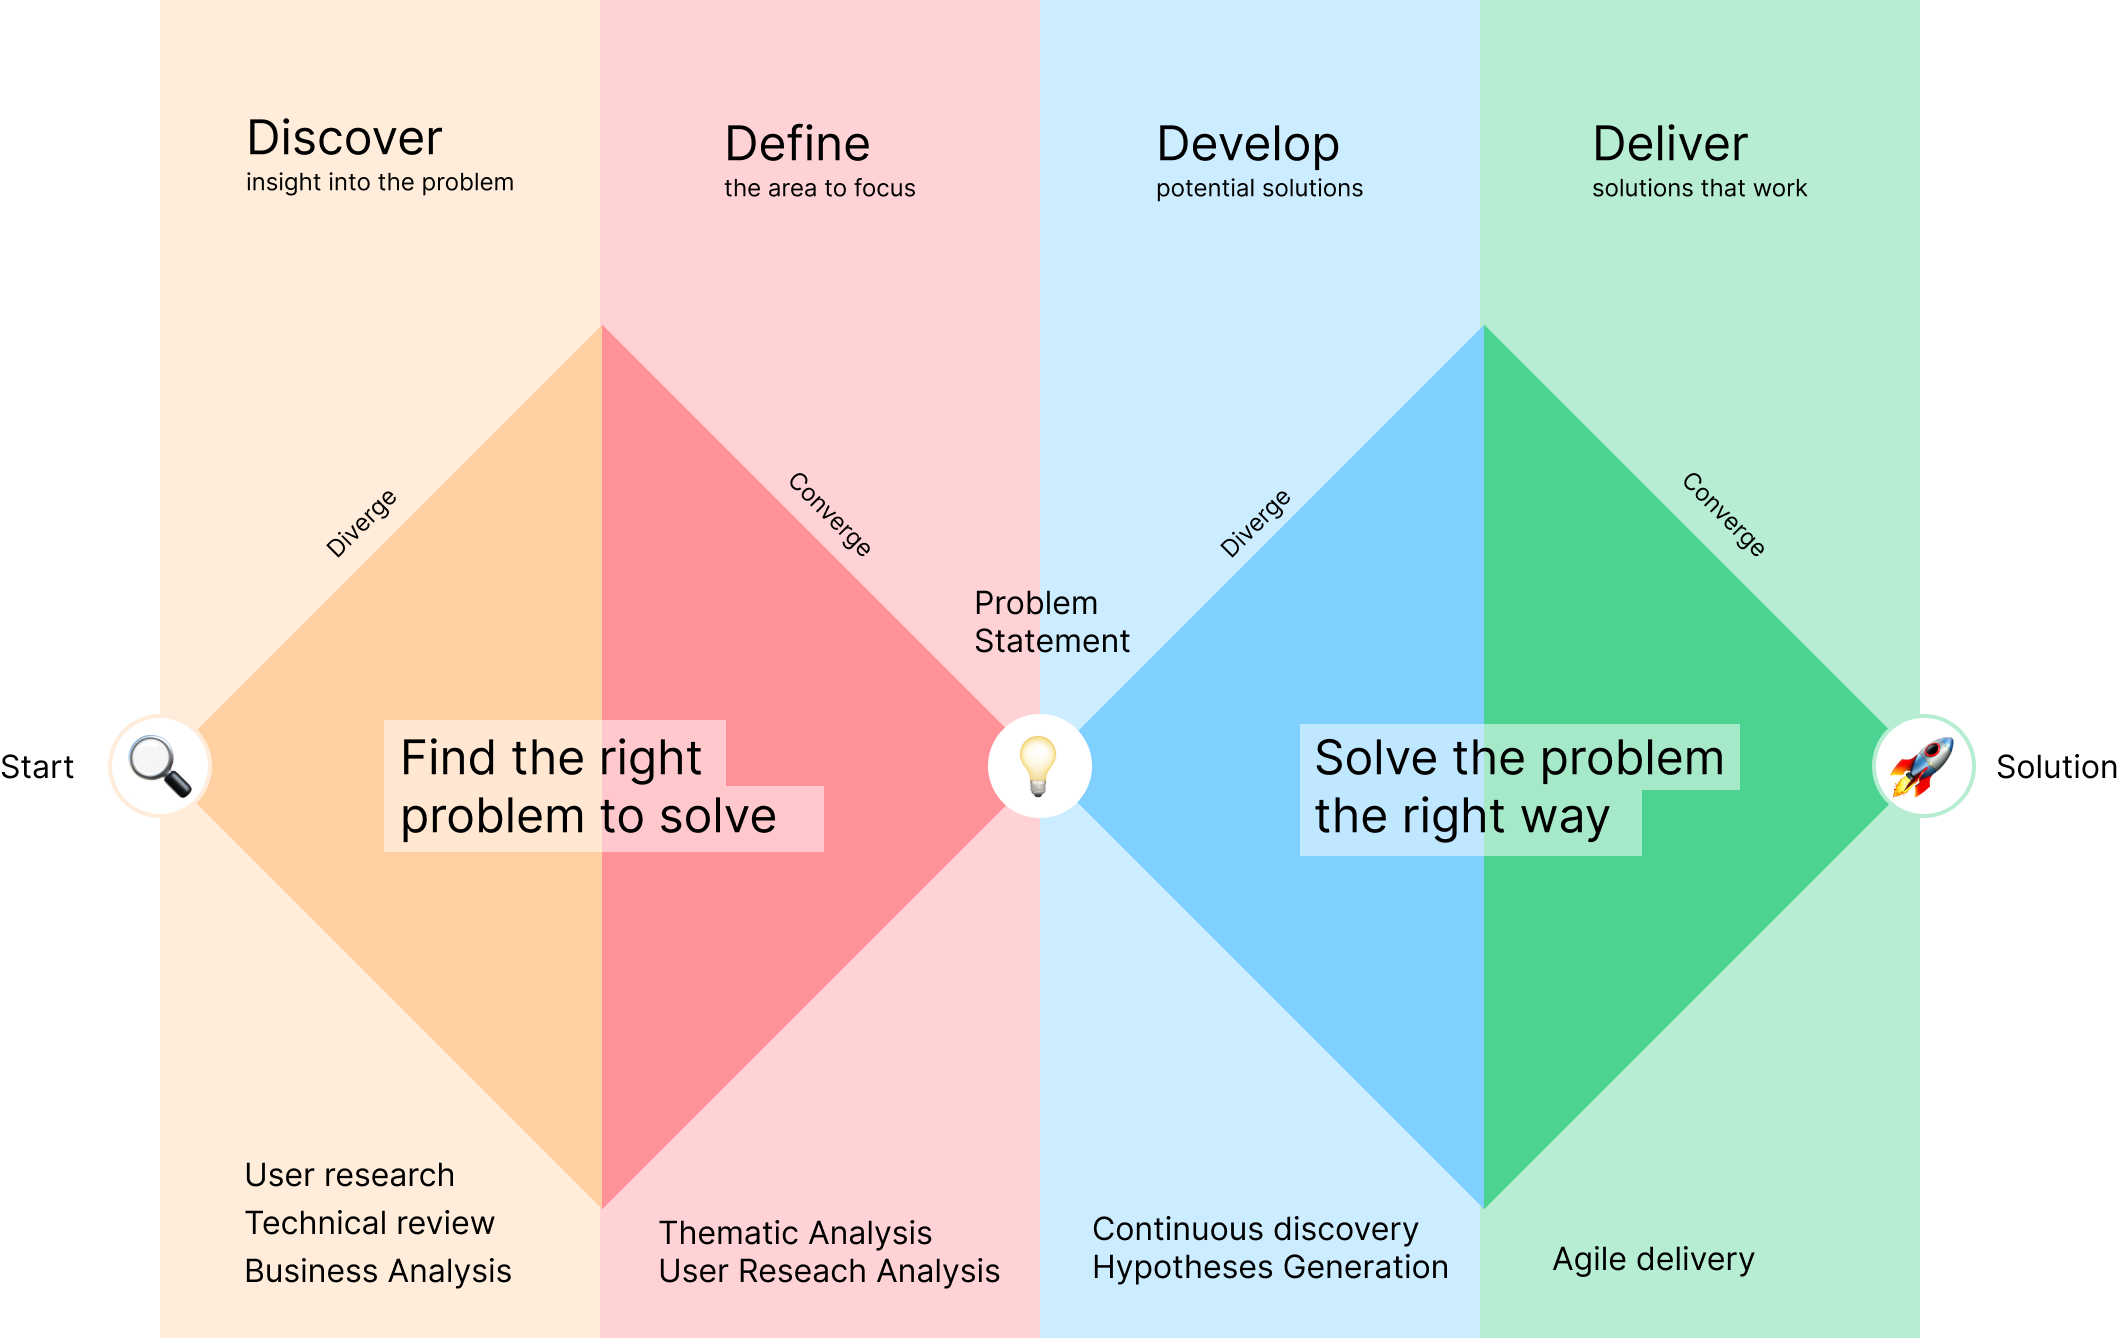 Discover
insight into the problem
Define
the area to focus
Develop
potential solutions
Deliver
solutions that work
Diverge
Converge
Diverge
Converge
Problem
Statement
Start
Find the right
problem to solve
Solve the problem
the right way
Solution
User research
Technical review
Business Analysis
Thematic Analysis
User Reseach Analysis
Continuous discovery
Hypotheses Generation
Agile delivery